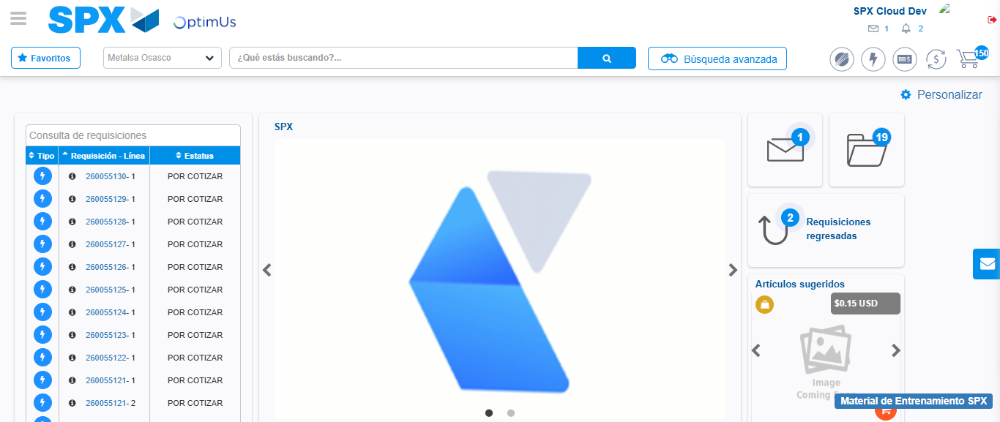 SPX OptimUs
SPX Cloud Dev
1 2
Favoritos
Metalsa Osasco
¿Qué estás buscando?...
Búsqueda avanzada
150
Personalizar
Consulta de requisiciones
Tipo Requisición - Línea Estatus
260055130- 1 POR COTIZAR
260055129- 1 POR COTIZAR
260055128- 1 POR COTIZAR
260055127- 1 POR COTIZAR
260055126- 1 POR COTIZAR
260055125- 1 POR COTIZAR
260055124- 1 POR COTIZAR
260055123- 1 POR COTIZAR
260055122- 1 POR COTIZAR
260055121- 1 POR COTIZAR
260055121- 2 POR COTIZAR
SPX
1
19
2
Requisiciones
regresadas
Artículos sugeridos
$0.15 USD
Image
Coming
Material de Entrenamiento SPX